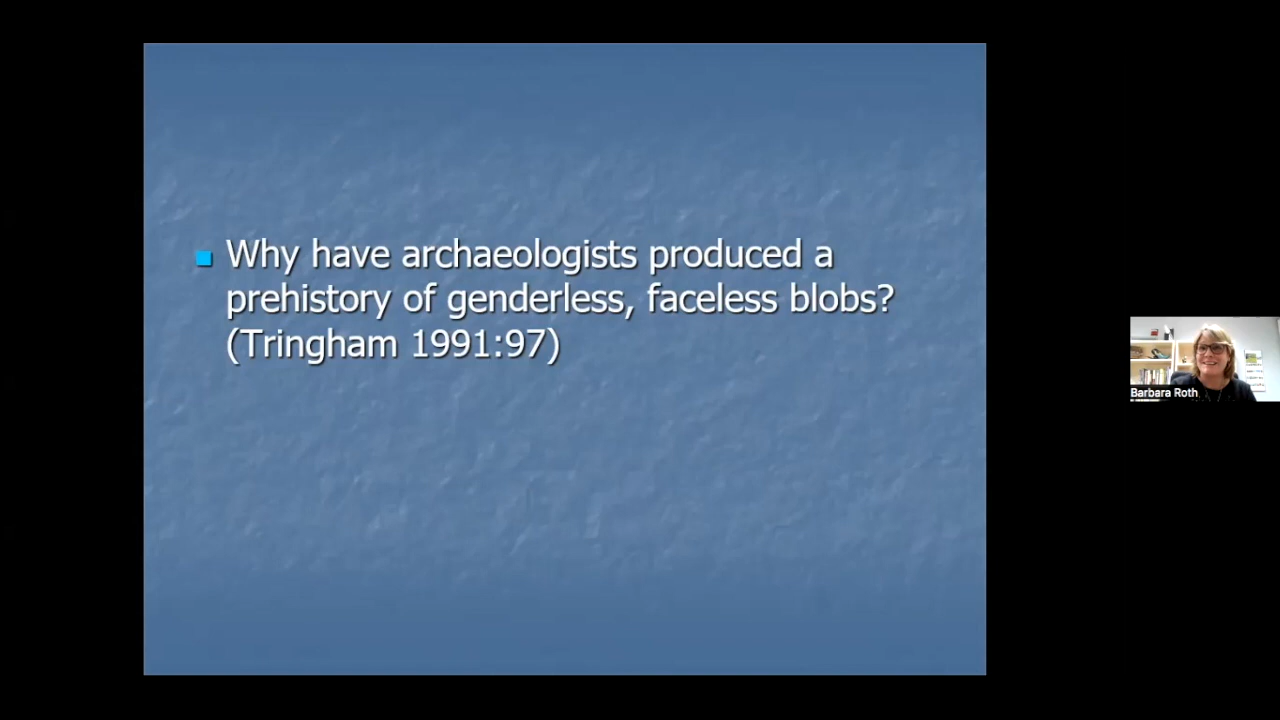 Why have archaeologists produced a
prehistory of genderless, faceless blobs?
(Tringham 1991:97)
Barbara Roth